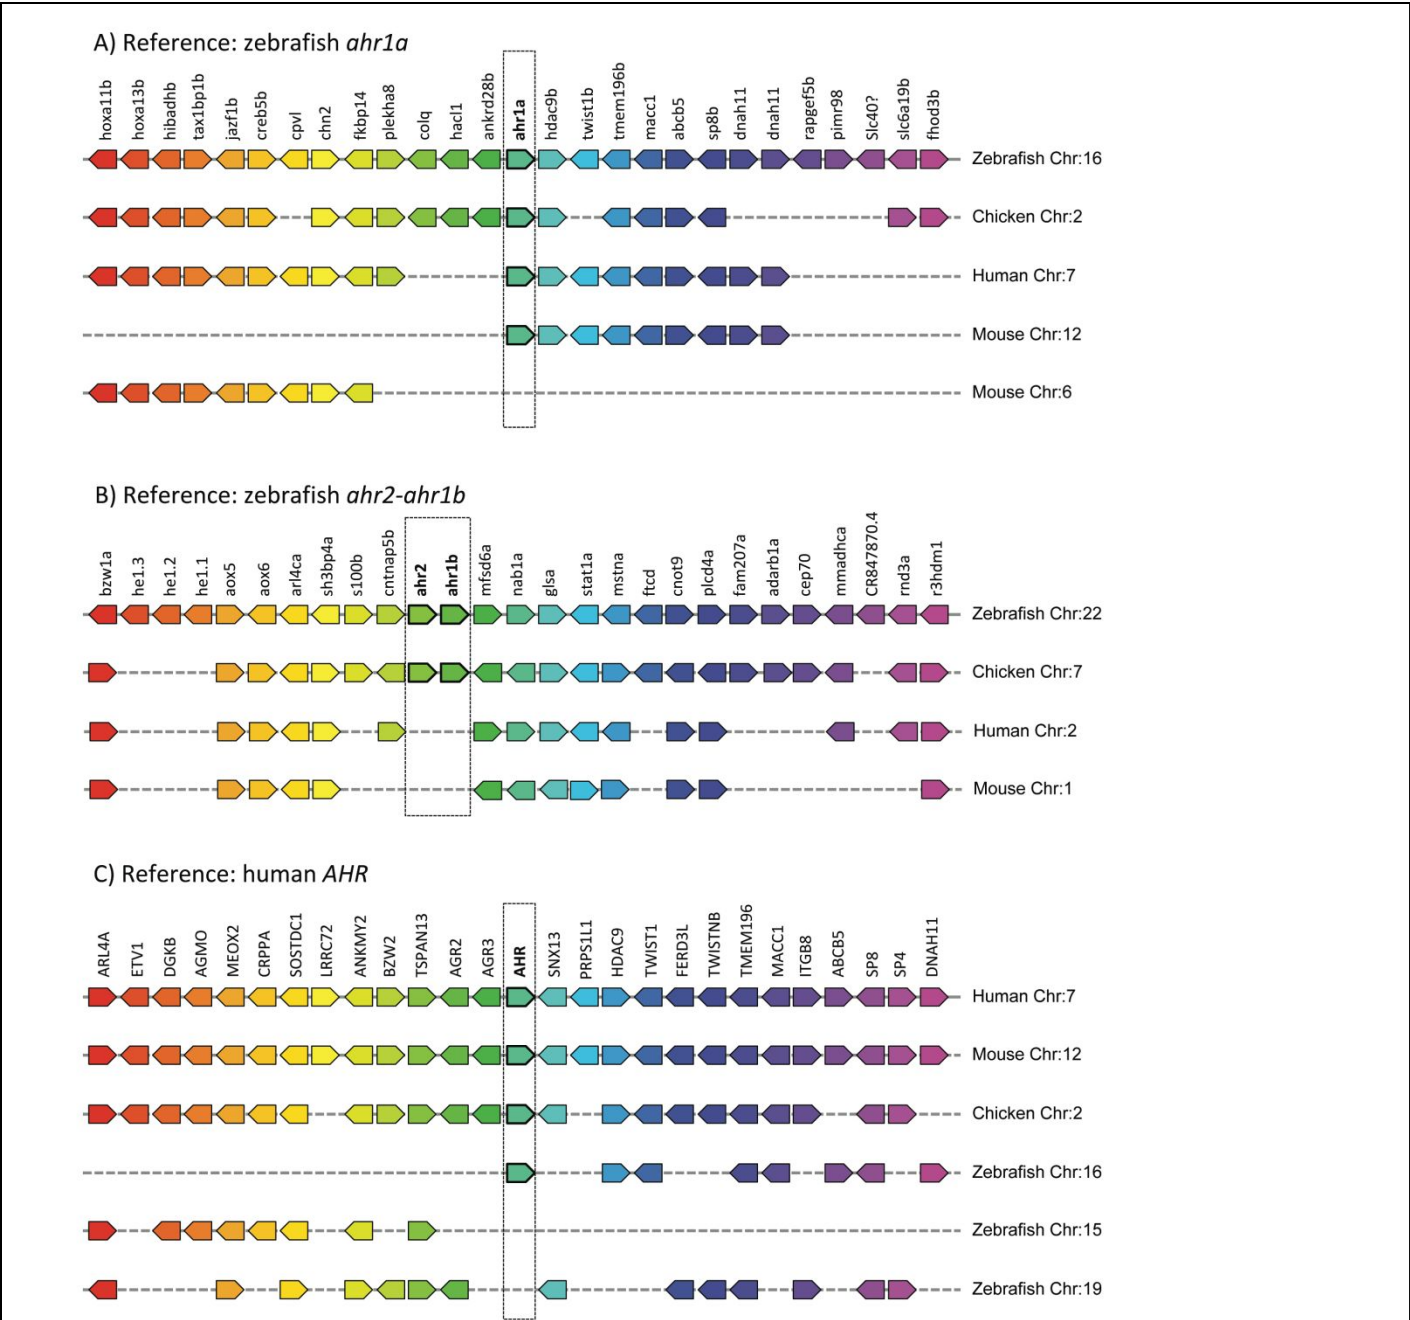 A) Reference: zebrafish ahr1a
hoxa11b hoxa13b hibadhb tax1bp1b jazf1b creb5b cpvl chn2 fkbp14 plekha8 colq hacl1 ankrd28b ahr1a hdac9b twist1b tmem196b macc1 abcb5 sp8b dnah11 dnah11 rapgef5b pimr98 Slc40? slc6a19b fhod3b
Zebrafish Chr:16
Chicken Chr:2
Human Chr:7
Mouse Chr:12
Mouse Chr:6
B) Reference: zebrafish ahr2-ahr1b
bzw1a he1.3 he1.2 he1.1 aox5 aox6 arl4ca sh3bp4a s100b cntnap5b ahr2 ahr1b mfsd6a nab1a glsa stat1a mstna ftcd cnot9 plcd4a fam207a adarb1a cep70 mmadhca CR847870.4 rnd3a r3hdm1
Zebrafish Chr:22
Chicken Chr:7
Human Chr:2
Mouse Chr:1
C) Reference: human AHR
ARL4A ETV1 DGKB AGMO MEOX2 CRPPA SOSTDC1 LRRC72 ANKMY2 BZW2 TSPAN13 AGR2 AGR3 AHR SNX13 PRPS1L1 HDAC9 TWIST1 FERD3L TWISTNB TMEM196 MACC1 ITGB8 ABCB5 SP8 SP4 DNAH11
Human Chr:7
Mouse Chr:12
Chicken Chr:2
Zebrafish Chr:16
Zebrafish Chr:15
Zebrafish Chr:19